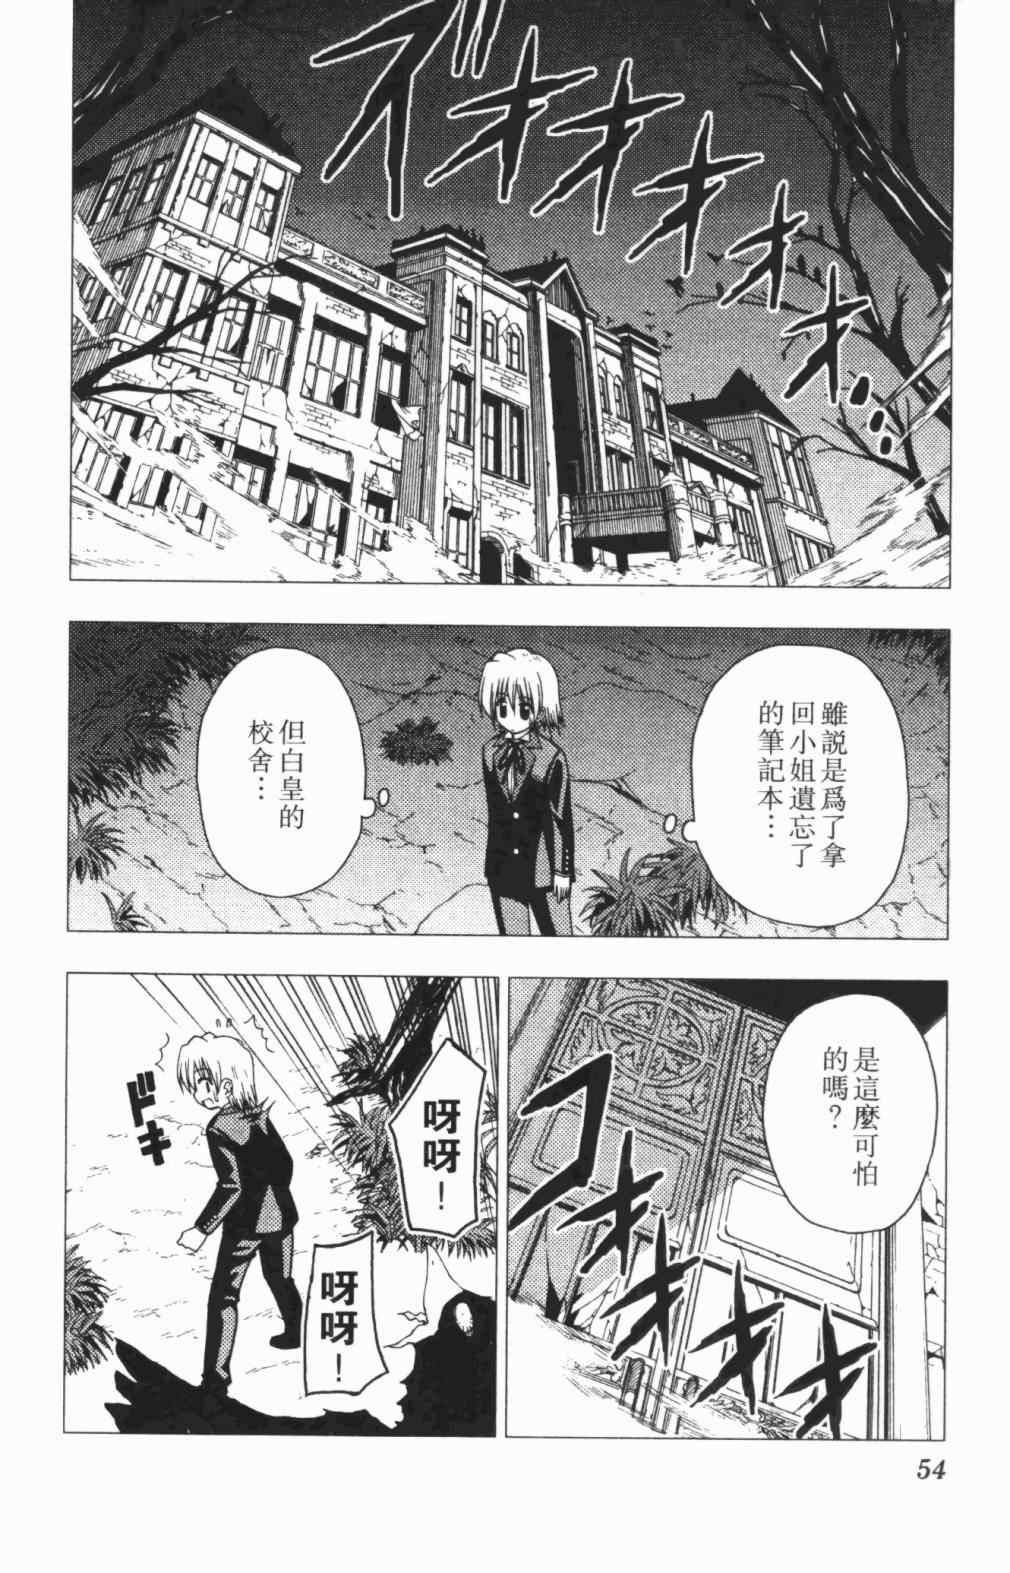 ズオオオオオ…
雖說是爲了拿
回小姐遺忘了
的筆記本…
但白皇的
校舍…
是這麼可怕
的嗎?
ゴオオオオオ
呀呀!
呀呀!
ドキ
54